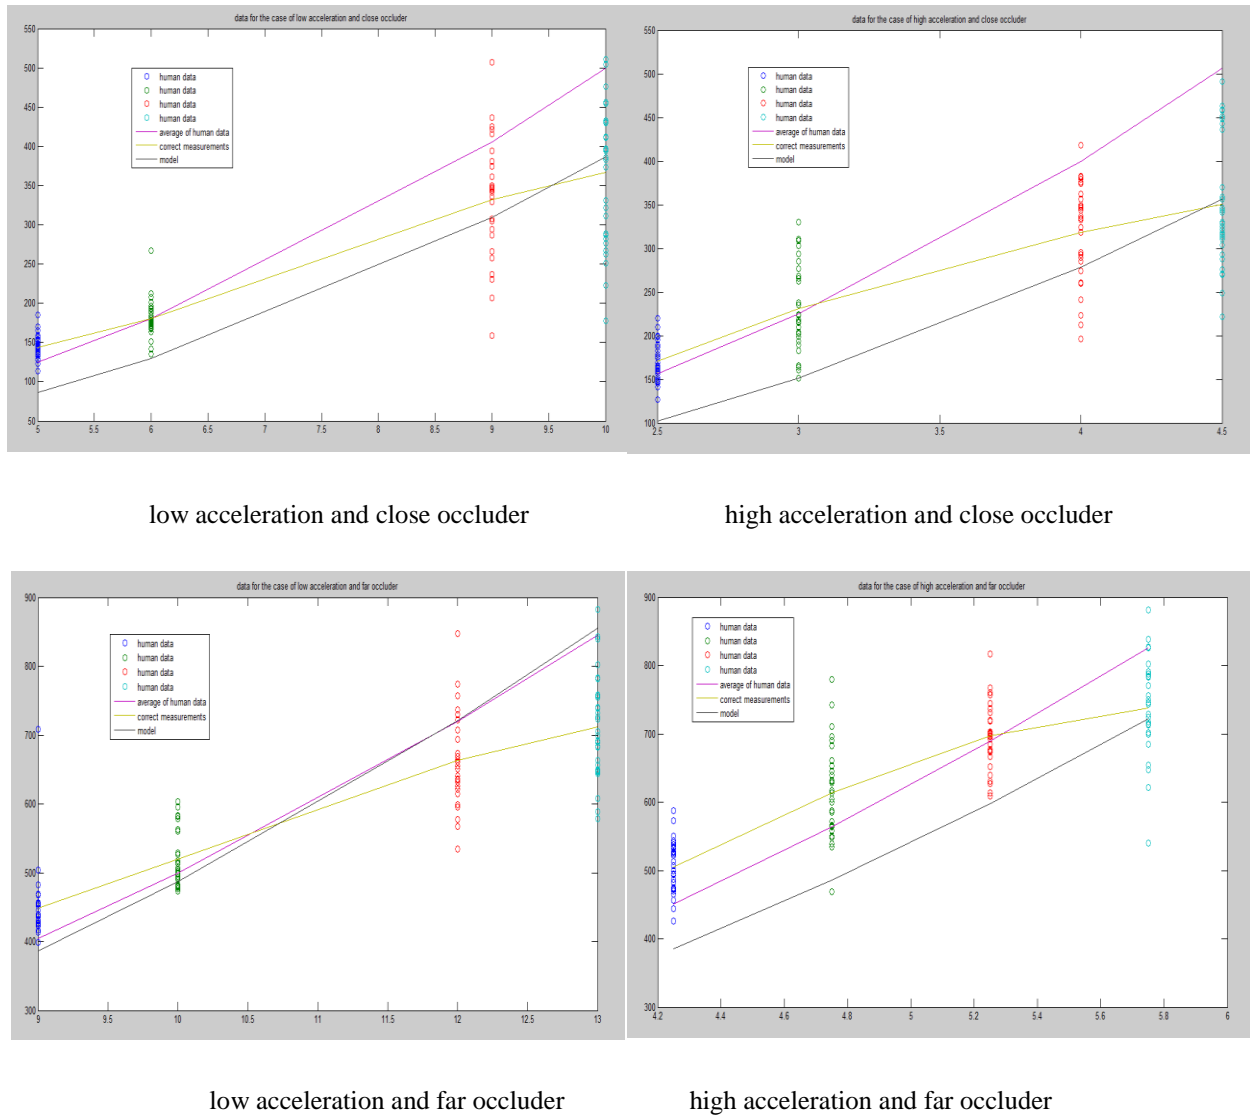 data for the case of low acceleration and close occluder
550
500
450
400
350
300
250
200
150
100
50
5 5.5 6 6.5 7 7.5 8 8.5 9 9.5 10
human data
human data
human data
human data
average of human data
correct measurements
model
data for the case of high acceleration and close occluder
550
500
450
400
350
300
250
200
150
100
2.5 3 3.5 4 4.5
human data
human data
human data
human data
average of human data
correct measurements
model
low acceleration and close occluder high acceleration and close occluder
data for the case of low acceleration and far occluder
900
800
700
600
500
400
300
9 9.5 10 10.5 11 11.5 12 12.5 13
human data
human data
human data
human data
average of human data
correct measurements
model
data for the case of high acceleration and far occluder
900
800
700
600
500
400
300
4.2 4.4 4.6 4.8 5 5.2 5.4 5.6 5.8 6
human data
human data
human data
human data
average of human data
correct measurements
model
low acceleration and far occluder high acceleration and far occluder